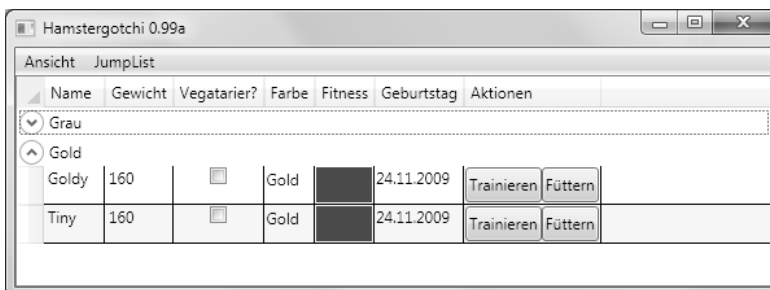 Hamstergotchi 0.99a
Ansicht JumpList
Name Gewicht Vegatarier? Farbe Fitness Geburtstag Aktionen
Grau
Gold
Goldy 160 Gold 24.11.2009 Trainieren Füttern
Tiny 160 Gold 24.11.2009 Trainieren Füttern